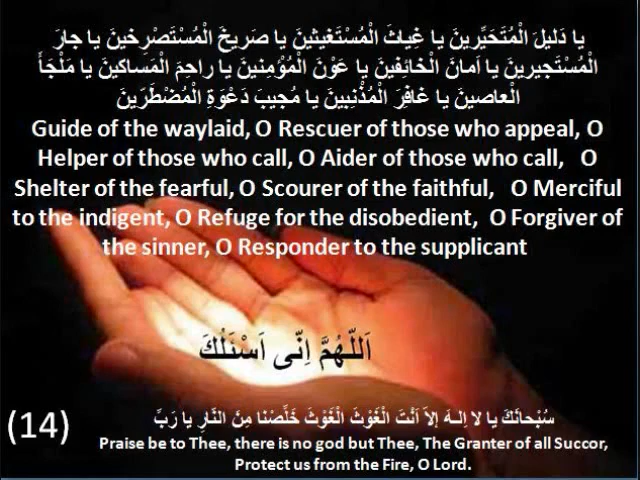 يا دَليلَ الْمُتَحَيِّرينَ يا غِياثَ الْمُسْتَغيثينَ يا صَريخَ الْمُسْتَصْرِخينَ يا جارَ
الْمُسْتَجيرينَ يا اَمانَ الْخائِفينَ يا عَوْنَ الْمُؤْمِنينَ يا راحِمَ الْمَساكينَ يا مَلْجَأَ
الْعاصينَ يا غافِرَ الْمُذْنِبينَ يا مُجيبَ دَعْوَةِ الْمُضْطَرّينَ
Guide of the waylaid, O Rescuer of those who appeal, O
Helper of those who call, O Aider of those who call, O
Shelter of the fearful, O Scourer of the faithful, O Merciful
to the indigent, O Refuge for the disobedient, O Forgiver of
the sinner, O Responder to the supplicant
اَللّهُمَّ اِنّى اَسْئَلُكَ
(14)
سُبْحانَكَ يا لا اِلـهَ اِلاّ اَنْتَ الْغَوْثَ الْغَوْثَ خَلِّصْنا مِنَ النّارِ يا رَبِّ
Praise be to Thee, there is no god but Thee, The Granter of all Succor,
Protect us from the Fire, O Lord.